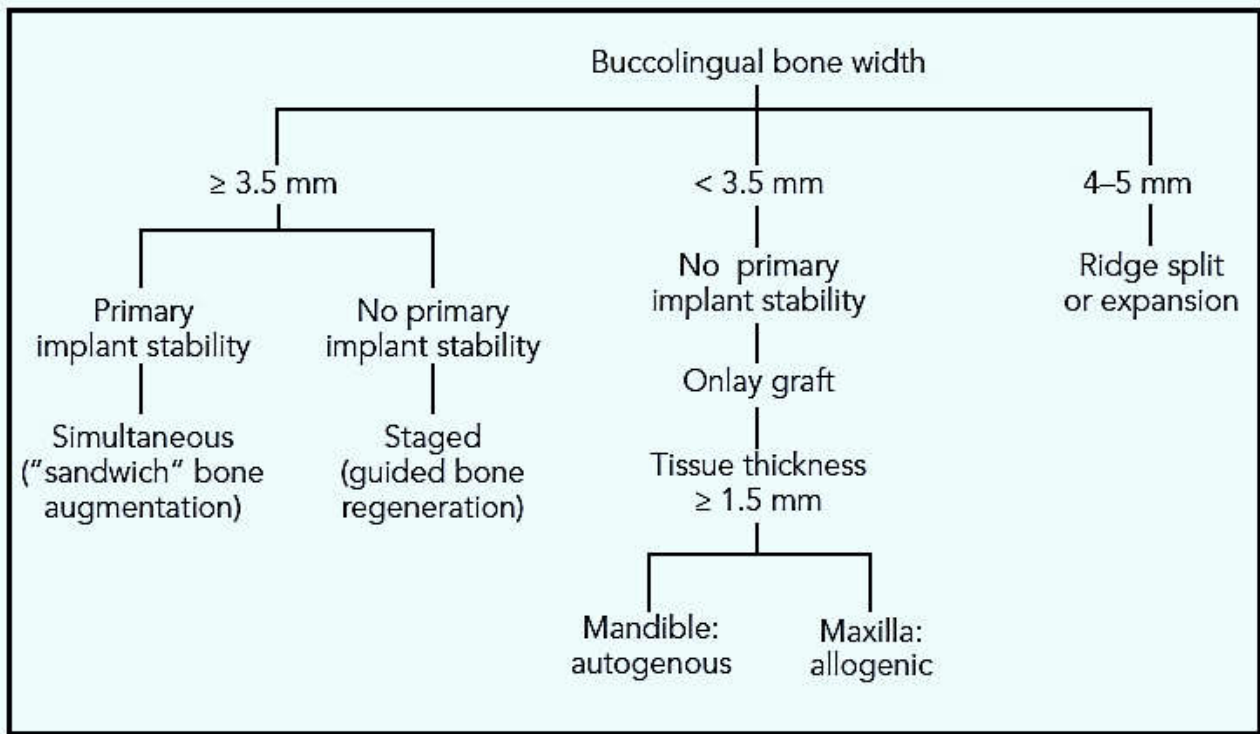 Buccolingual bone width
≥ 3.5 mm
< 3.5 mm
4–5 mm
Primary
implant stability
No primary
implant stability
No primary
implant stability
Ridge split
or expansion
Simultaneous
("sandwich" bone
augmentation)
Staged
(guided bone
regeneration)
Onlay graft
Tissue thickness
≥ 1.5 mm
Mandible:
autogenous
Maxilla:
allogenic